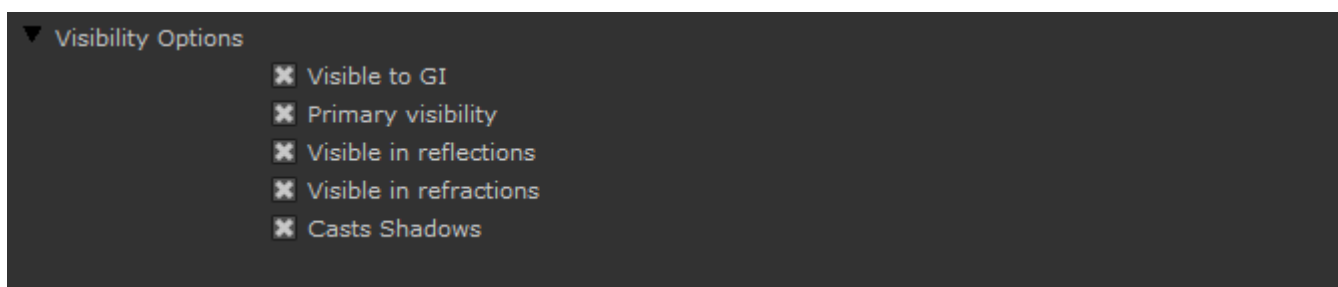 Visibility Options
Visible to GI
Primary visibility
Visible in reflections
Visible in refractions
Casts Shadows